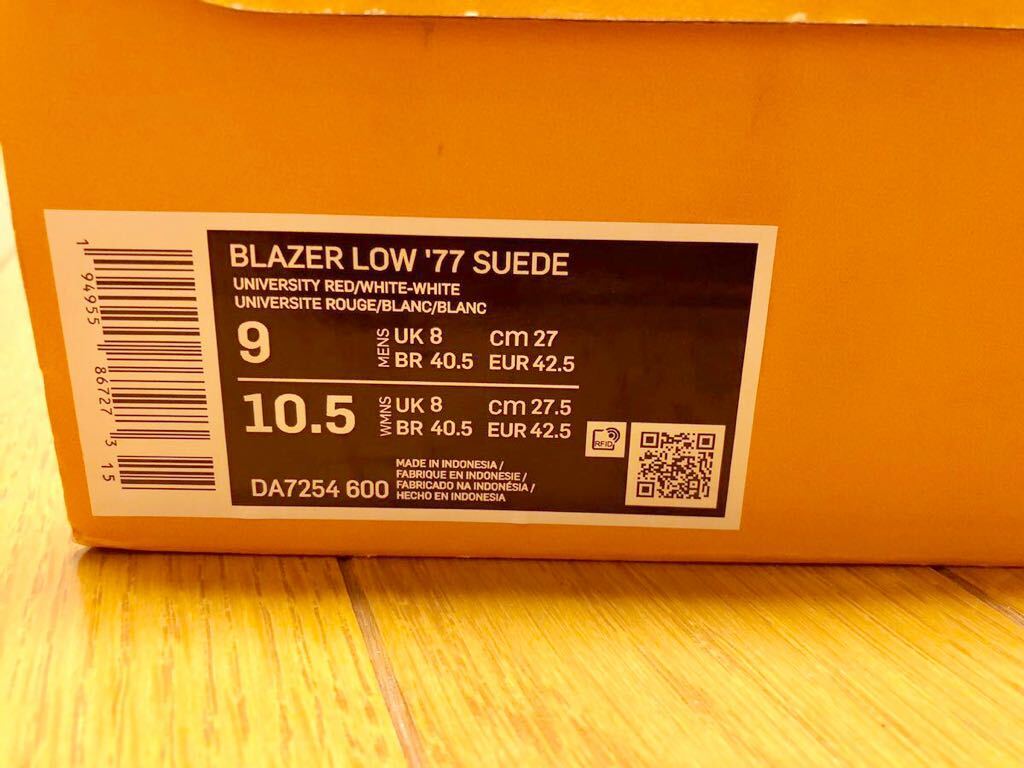 BLAZER LOW '77 SUEDE
UNIVERSITY RED/WHITE-WHITE
UNIVERSITE ROUGE/BLANC/BLANC
9 MENS UK 8 cm 27
BR 40.5 EUR 42.5
10.5 WMNS UK 8 cm 27.5
BR 40.5 EUR 42.5
RFID
DA7254 600
MADE IN INDONESIA /
FABRIQUE EN INDONESIE /
FABRICADO NA INDONÉSIA /
HECHO EN INDONESIA
1 94955 86727 3 15